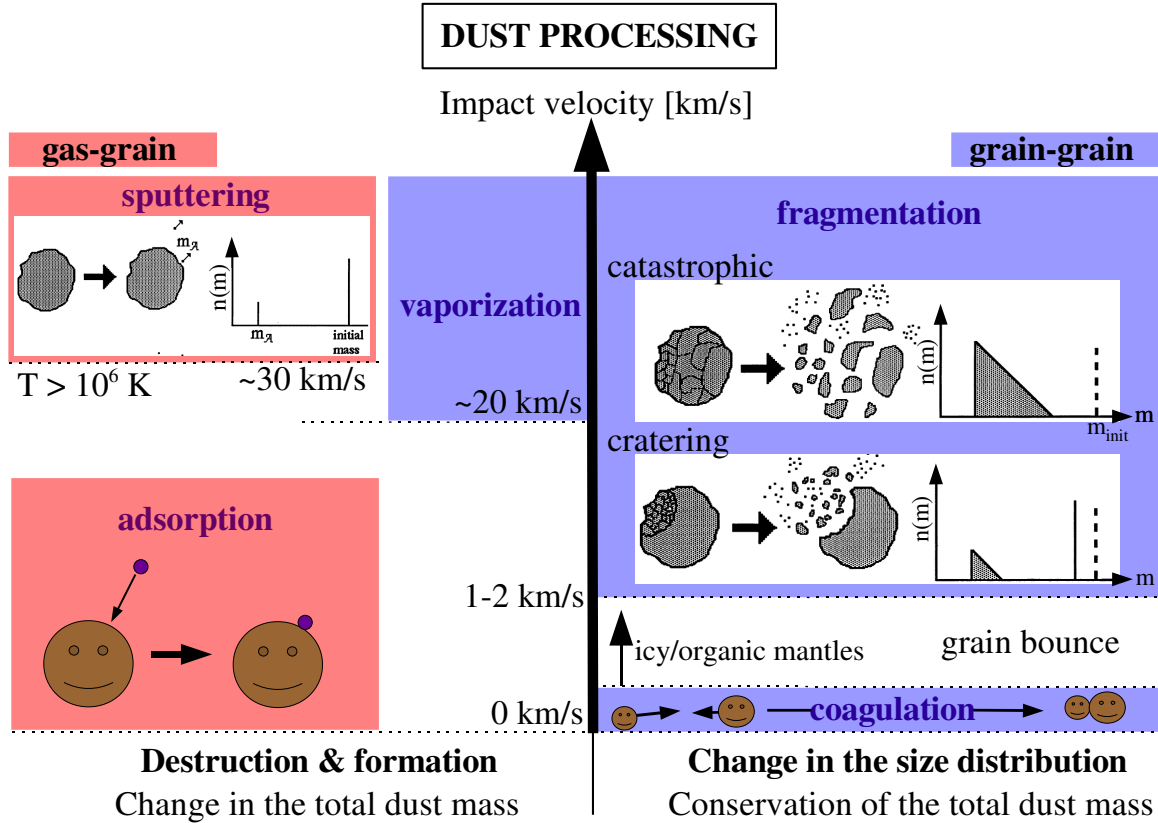 DUST PROCESSING
Impact velocity [km/s]
gas-grain
grain-grain
sputtering
m𝒜
n(m)
m𝒜
initial
mass
T > 10⁶ K
~30 km/s
vaporization
~20 km/s
fragmentation
catastrophic
n(m)
m_init
m
cratering
n(m)
m
adsorption
1-2 km/s
icy/organic mantles
grain bounce
0 km/s
coagulation
Destruction & formation
Change in the total dust mass
Change in the size distribution
Conservation of the total dust mass